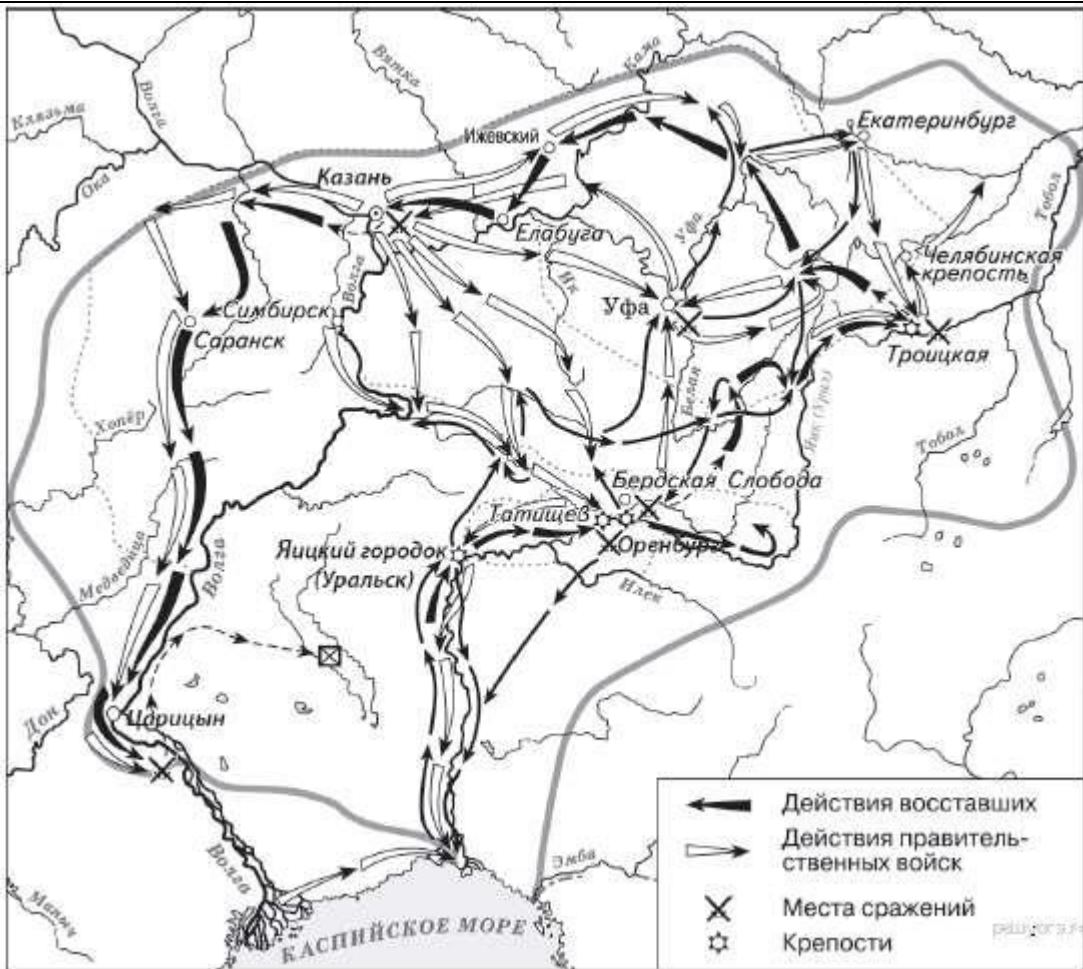 Клязьма
Волга
Вятка
Кама
Ока
Ижевский
Екатеринбург
Казань
Тобол
Елабуга
Уфа
Волга
Ик
Челябинская
крепость
Уфа
Симбирск
Саранск
Троицкая
Белая
Хопёр
Тобол
Бердская Слобода
Татищев
Оренбург
Яицкий городок
(Уральск)
Илек
Медведица
Волга
Дон
Царицын
Волга
Маныч
Эмба
КАСПИЙСКОЕ МОРЕ
Действия восставших
Действия правитель-
ственных войск
Места сражений
Крепости